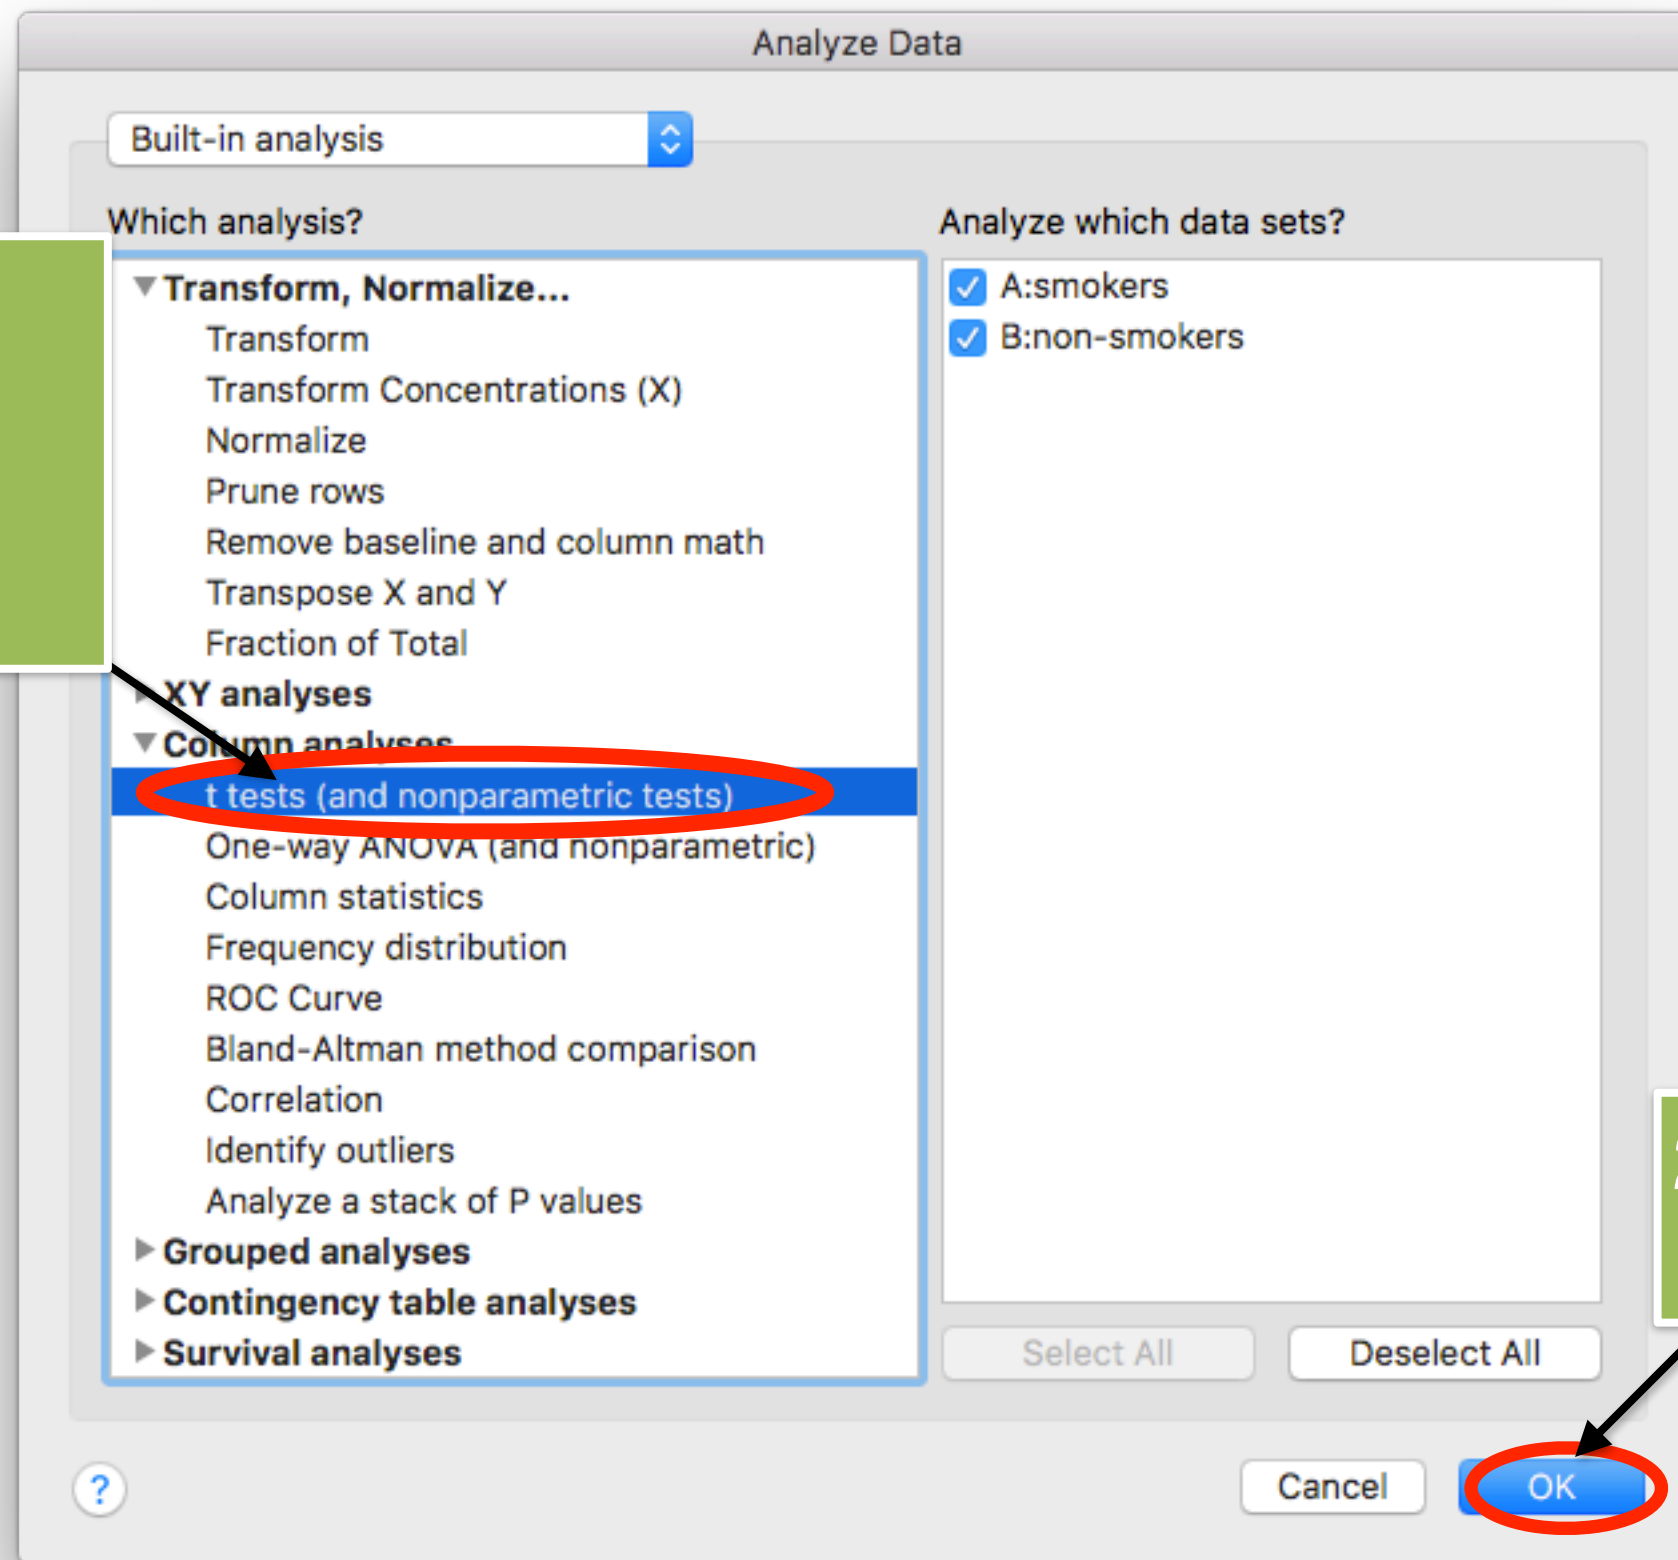 Analyze Data
Built-in analysis
Which analysis?
Analyze which data sets?
Transform, Normalize...
Transform
Transform Concentrations (X)
Normalize
Prune rows
Remove baseline and column math
Transpose X and Y
Fraction of Total
XY analyses
Column analyses
t tests (and nonparametric tests)
One-way ANOVA (and nonparametric)
Column statistics
Frequency distribution
ROC Curve
Bland-Altman method comparison
Correlation
Identify outliers
Analyze a stack of P values
Grouped analyses
Contingency table analyses
Survival analyses
A:smokers
B:non-smokers
Select All
Deselect All
?
Cancel
OK